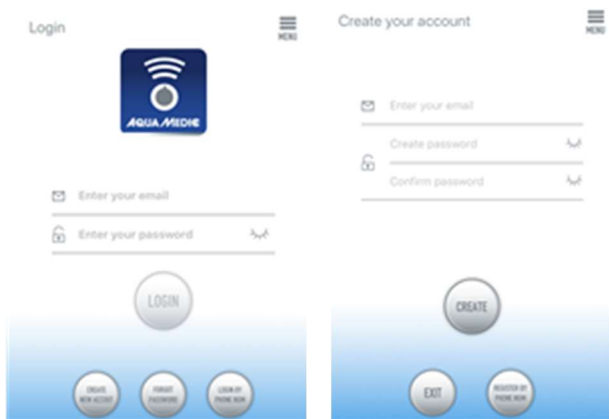 Login
MENU
AQUA MEDIC
Enter your email
Enter your password
LOGIN
CREATE
NEW ACCONT
FORGOT
PASSWORD
LOGIN BY
PHONE NUM
Create your account
MENU
Enter your email
Create password
Confirm password
CREATE
EXIT
REGISTER BY
PHONE NUM